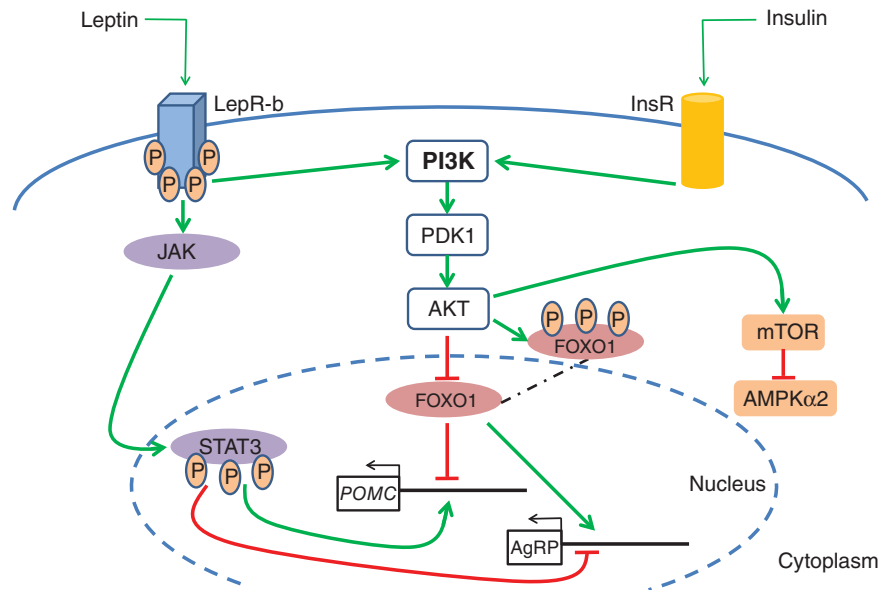 Leptin
Insulin
LepR-b
InsR
P
P
P
P
PI3K
JAK
PDK1
AKT
P
P
P
FOXO1
mTOR
AMPKα2
FOXO1
STAT3
P
P
P
POMC
Nucleus
AgRP
Cytoplasm